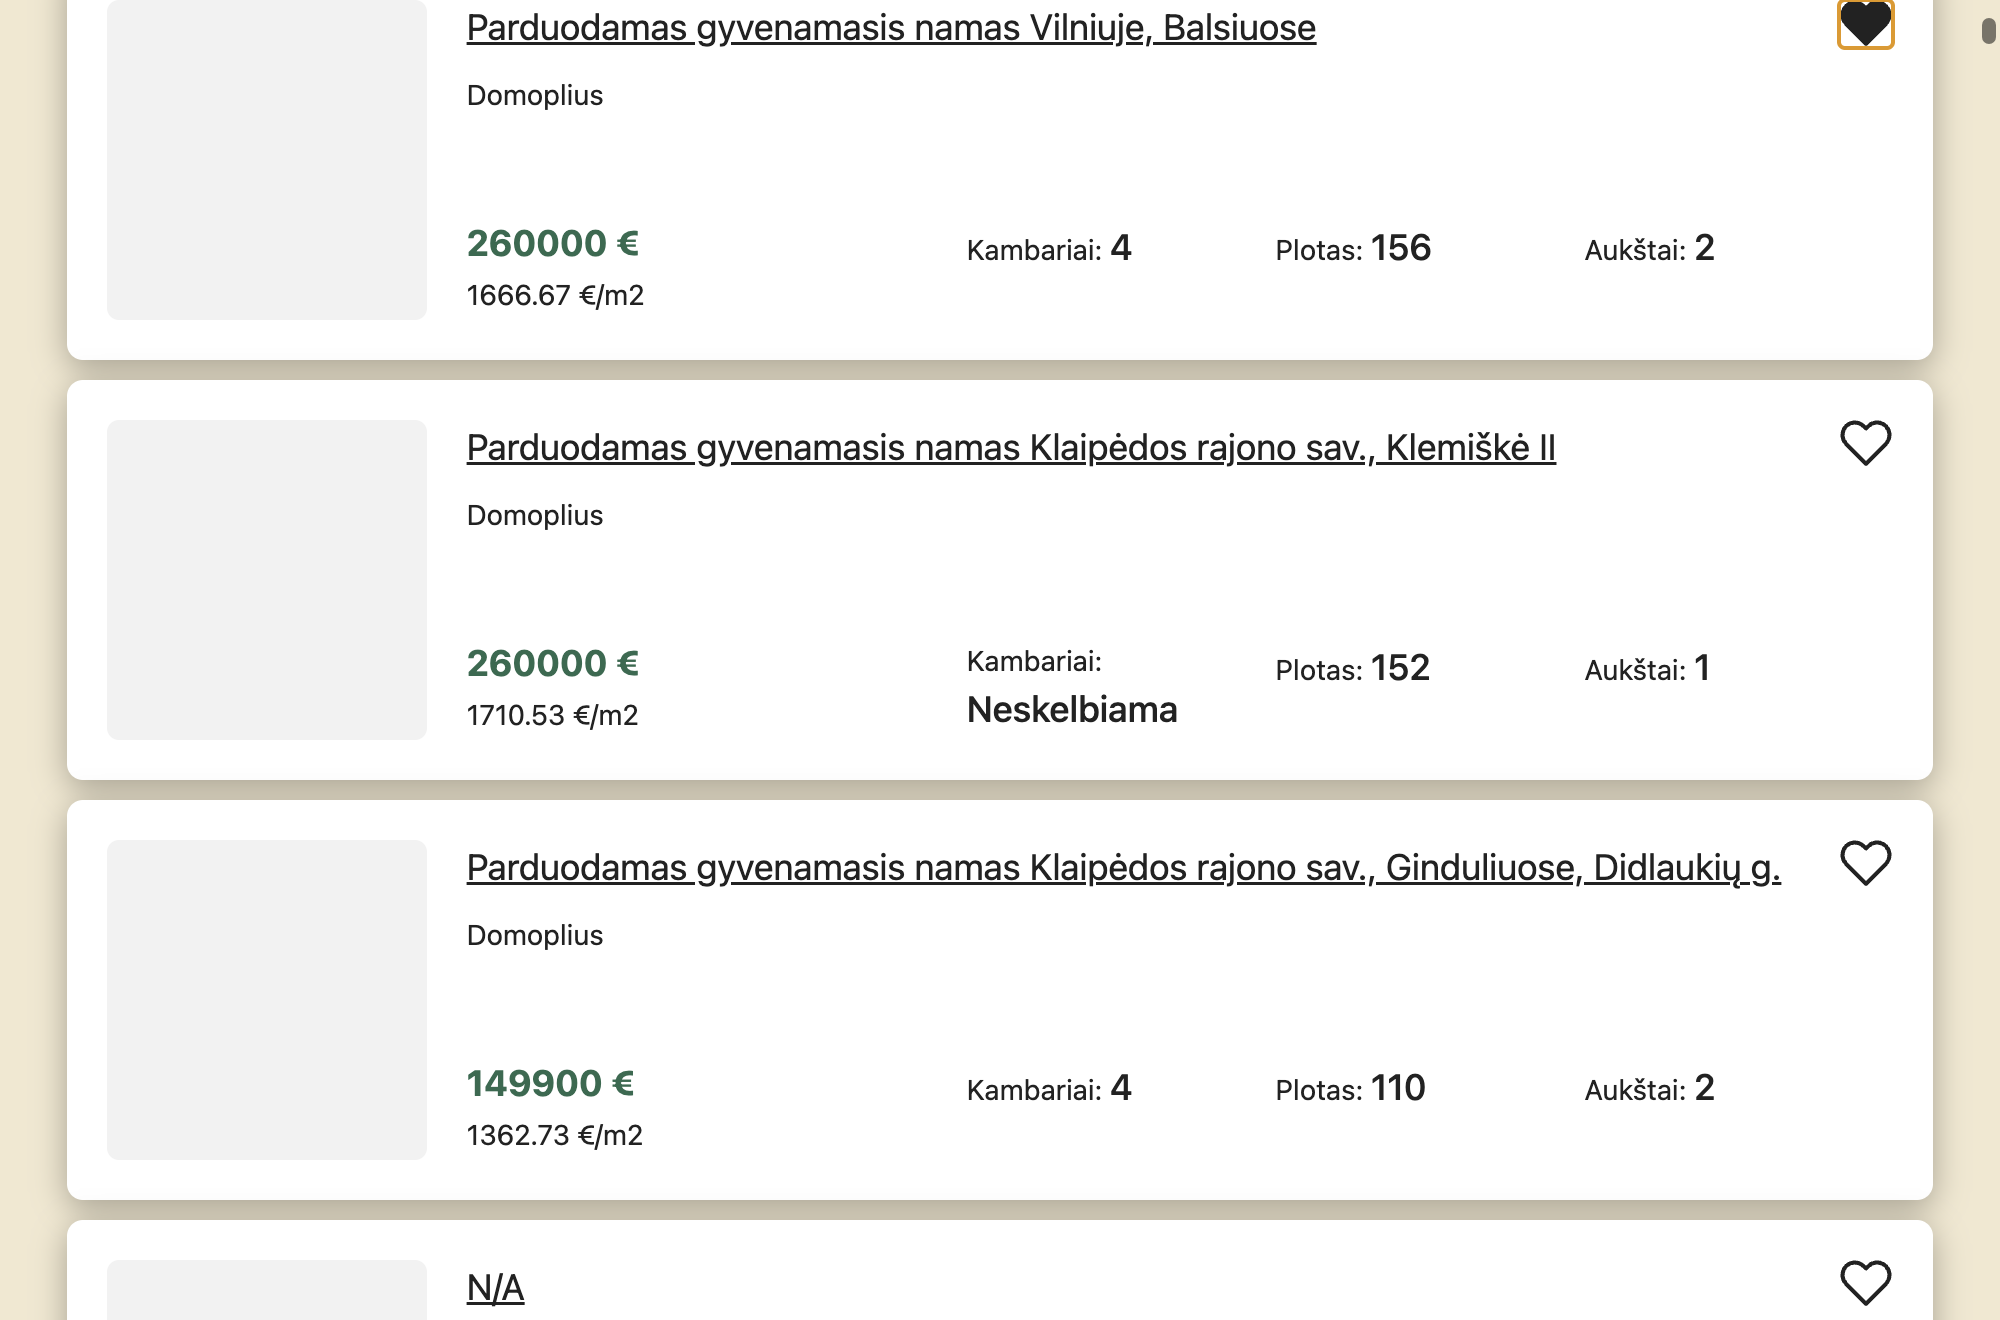 Parduodamas gyvenamasis namas Vilniuje, Balsiuose
Domoplius
260000 €
Kambariai: 4
Plotas: 156
Aukštai: 2
1666.67 €/m2
Parduodamas gyvenamasis namas Klaipėdos rajono sav., Klemiškė II
Domoplius
260000 €
Kambariai:
Neskelbiama
Plotas: 152
Aukštai: 1
1710.53 €/m2
Parduodamas gyvenamasis namas Klaipėdos rajono sav., Ginduliuose, Didlaukių g.
Domoplius
149900 €
Kambariai: 4
Plotas: 110
Aukštai: 2
1362.73 €/m2
N/A